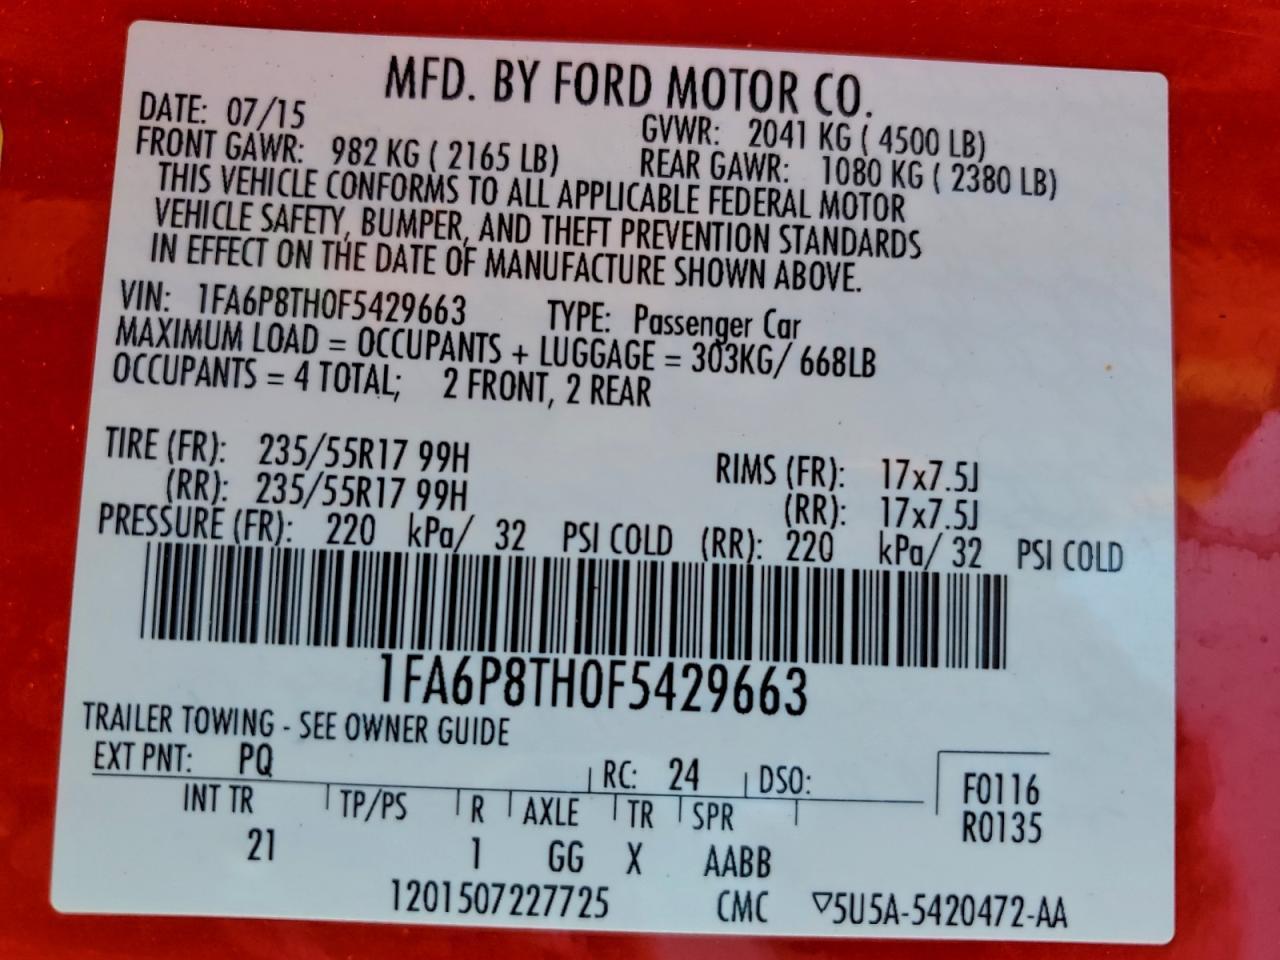 MFD. BY FORD MOTOR CO.
DATE: 07/15 GVWR: 2041 KG ( 4500 LB)
FRONT GAWR: 982 KG ( 2165 LB) REAR GAWR: 1080 KG ( 2380 LB)
THIS VEHICLE CONFORMS TO ALL APPLICABLE FEDERAL MOTOR
VEHICLE SAFETY, BUMPER, AND THEFT PREVENTION STANDARDS
IN EFFECT ON THE DATE OF MANUFACTURE SHOWN ABOVE.
VIN: 1FA6P8TH0F5429663 TYPE: Passenger Car
MAXIMUM LOAD = OCCUPANTS + LUGGAGE = 303KG/ 668LB
OCCUPANTS = 4 TOTAL; 2 FRONT, 2 REAR
TIRE (FR): 235/55R17 99H RIMS (FR): 17x7.5J
(RR): 235/55R17 99H (RR): 17x7.5J
PRESSURE (FR): 220 kPa/ 32 PSI COLD (RR): 220 kPa/ 32 PSI COLD
1FA6P8TH0F5429663
TRAILER TOWING - SEE OWNER GUIDE
EXT PNT: PQ RC: 24 DSO: F0116
INT TR TP/PS R AXLE TR SPR R0135
21 1 GG X AABB
1201507227725 CMC ▽5U5A-5420472-AA